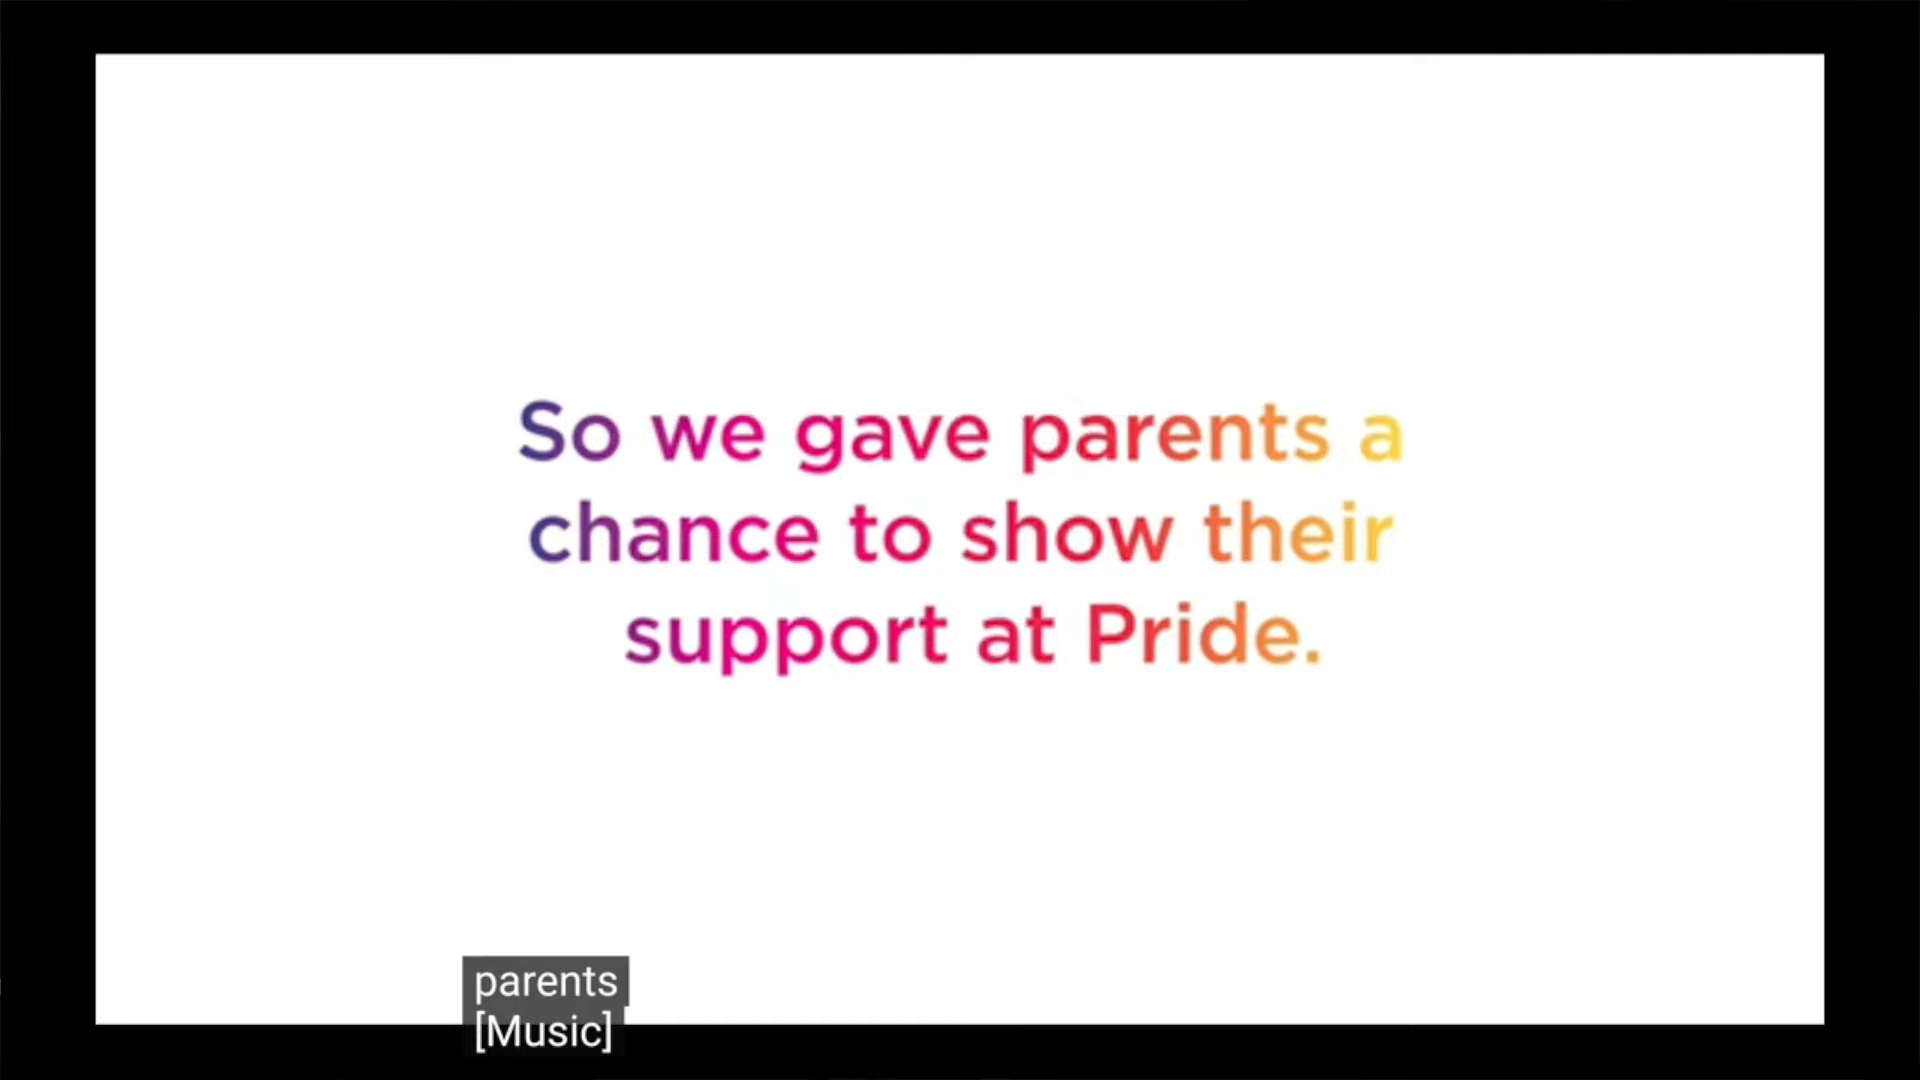 So we gave parents a
chance to show their
support at Pride.
parents
[Music]